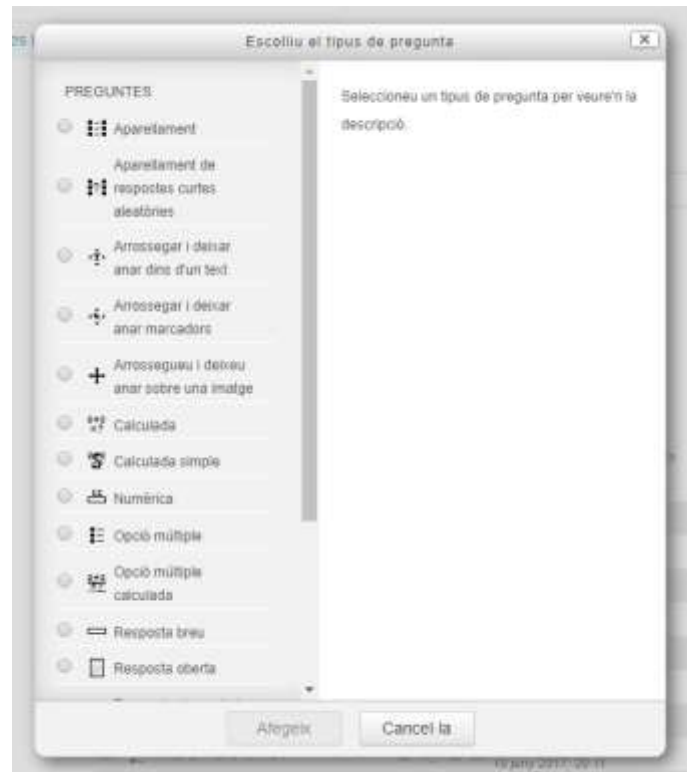 Escolliu el tipus de pregunta
PREGUNTES
Aparellament
Aparellament de
respostes curtes
aleatòries
Arrossegar i deixar
anar dins d'un text
Arrossegar i deixar
anar marcadors
Arrossegueu i deixeu
anar sobre una imatge
Calculada
Calculada simple
Numèrica
Opció múltiple
Opció múltiple
calculada
Resposta breu
Resposta oberta
Seleccioneu un tipus de pregunta per veure'n la
descripció.
Afegeix
Cancel·la